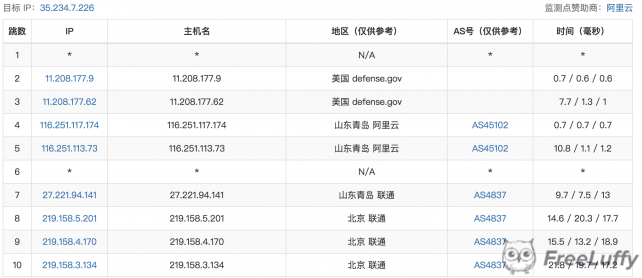 目标 IP： 35.234.7.226 监测点赞助商：阿里云
跳数 IP 主机名 地区（仅供参考） AS号（仅供参考） 时间（毫秒）
1 * * N/A * *
2 11.208.177.9 11.208.177.9 美国 defense.gov 0.7 / 0.6 / 0.6
3 11.208.177.62 11.208.177.62 美国 defense.gov 7.7 / 1.3 / 1
4 116.251.117.174 116.251.117.174 山东青岛 阿里云 AS45102 0.7 / 0.7 / 0.7
5 116.251.113.73 116.251.113.73 山东青岛 阿里云 AS45102 10.8 / 1.1 / 1.2
6 * * N/A * *
7 27.221.94.141 27.221.94.141 山东青岛 联通 AS4837 9.7 / 7.5 / 13
8 219.158.5.201 219.158.5.201 北京 联通 AS4837 14.6 / 20.3 / 17.7
9 219.158.4.170 219.158.4.170 北京 联通 AS4837 15.5 / 13.2 / 18.9
10 219.158.3.134 219.158.3.134 北京 联通 AS4837 21.8 / 19.7 / 17.2
FreeLuffy